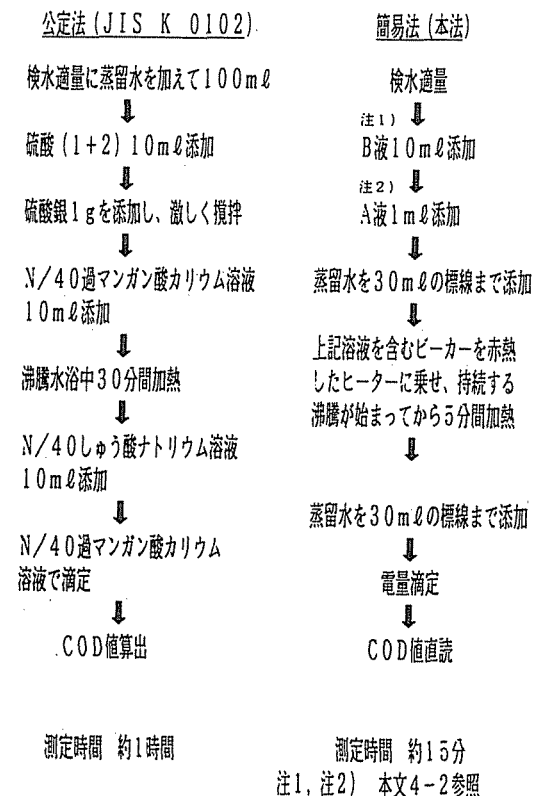 公定法(JIS K 0102)
検水適量に蒸留水を加えて100mℓ
硫酸(1+2)10mℓ添加
硫酸銀1gを添加し、激しく攪拌
N/40過マンガン酸カリウム溶液
10mℓ添加
沸騰水浴中30分間加熱
N/40しゅう酸ナトリウム溶液
10mℓ添加
N/40過マンガン酸カリウム
溶液で滴定
COD値算出
測定時間 約1時間
簡易法(本法)
検水適量
注1)
B液10mℓ添加
注2)
A液1mℓ添加
蒸留水を30mℓの標線まで添加
上記溶液を含むビーカーを赤熱
したヒーターに乗せ、持続する
沸騰が始まってから5分間加熱
蒸留水を30mℓの標線まで添加
電量滴定
COD値直読
測定時間 約15分
注1,注2) 本文4-2参照